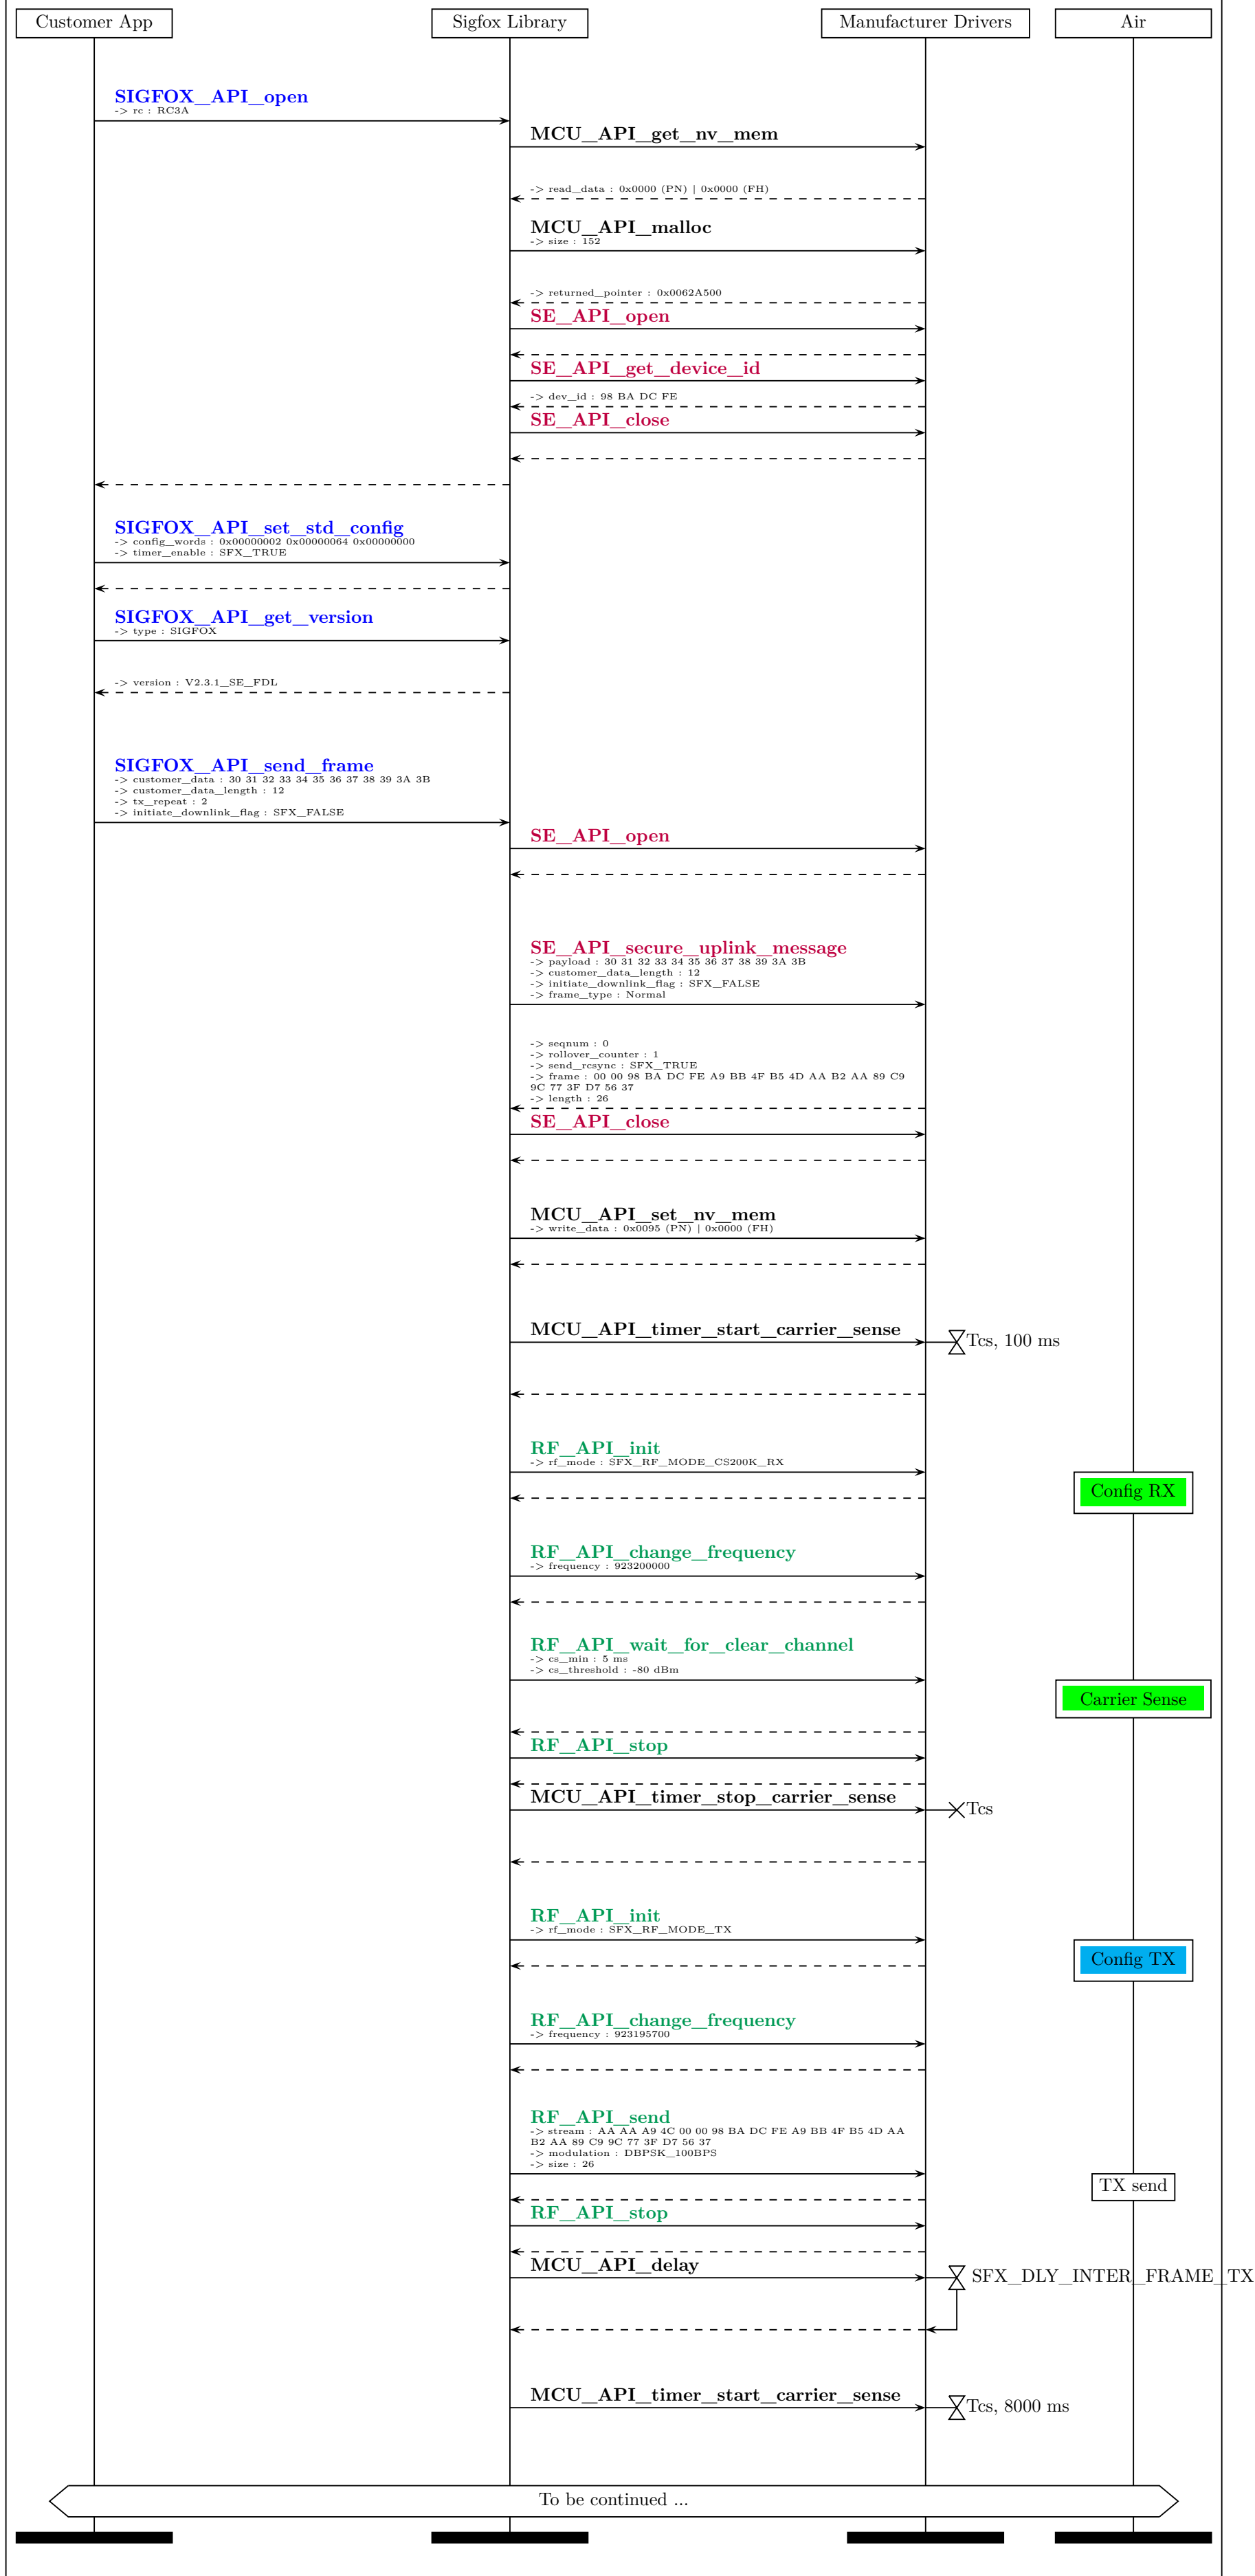 Customer App
Sigfox Library
Manufacturer Drivers
Air
SIGFOX_API_open
-> rc : RC3A
MCU_API_get_nv_mem
-> read_data : 0x0000 (PN) | 0x0000 (FH)
MCU_API_malloc
-> size : 152
-> returned_pointer : 0x0062A500
SE_API_open
SE_API_get_device_id
-> dev_id : 98 BA DC FE
SE_API_close
SIGFOX_API_set_std_config
-> config_words : 0x00000002 0x00000064 0x00000000
-> timer_enable : SFX_TRUE
SIGFOX_API_get_version
-> type : SIGFOX
-> version : V2.3.1_SE_FDL
SIGFOX_API_send_frame
-> customer_data : 30 31 32 33 34 35 36 37 38 39 3A 3B
-> customer_data_length : 12
-> tx_repeat : 2
-> initiate_downlink_flag : SFX_FALSE
SE_API_open
SE_API_secure_uplink_message
-> payload : 30 31 32 33 34 35 36 37 38 39 3A 3B
-> customer_data_length : 12
-> initiate_downlink_flag : SFX_FALSE
-> frame_type : Normal
-> seqnum : 0
-> rollover_counter : 1
-> send_rcsync : SFX_TRUE
-> frame : 00 00 98 BA DC FE A9 BB 4F B5 4D AA B2 AA 89 C9
9C 77 3F D7 56 37
-> length : 26
SE_API_close
MCU_API_set_nv_mem
-> write_data : 0x0095 (PN) | 0x0000 (FH)
MCU_API_timer_start_carrier_sense
Tcs, 100 ms
RF_API_init
-> rf_mode : SFX_RF_MODE_CS200K_RX
Config RX
RF_API_change_frequency
-> frequency : 923200000
RF_API_wait_for_clear_channel
-> cs_min : 5 ms
-> cs_threshold : -80 dBm
Carrier Sense
RF_API_stop
MCU_API_timer_stop_carrier_sense
Tcs
RF_API_init
-> rf_mode : SFX_RF_MODE_TX
Config TX
RF_API_change_frequency
-> frequency : 923195700
RF_API_send
-> stream : AA AA A9 4C 00 00 98 BA DC FE A9 BB 4F B5 4D AA
B2 AA 89 C9 9C 77 3F D7 56 37
-> modulation : DBPSK_100BPS
-> size : 26
TX send
RF_API_stop
MCU_API_delay
SFX_DLY_INTER_FRAME_TX
MCU_API_timer_start_carrier_sense
Tcs, 8000 ms
To be continued ...